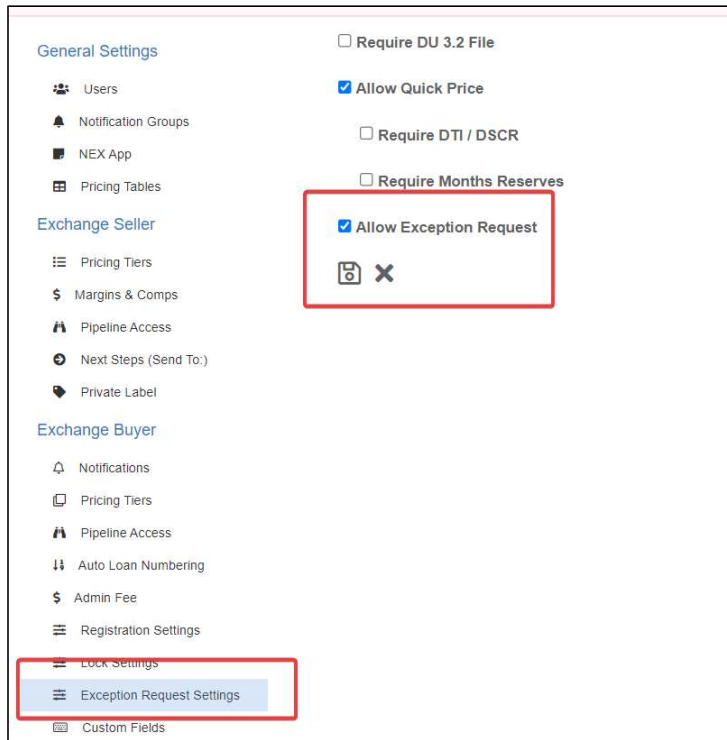 General Settings
Users
Notification Groups
NEX App
Pricing Tables
Exchange Seller
Pricing Tiers
Margins & Comps
Pipeline Access
Next Steps (Send To:)
Private Label
Exchange Buyer
Notifications
Pricing Tiers
Pipeline Access
Auto Loan Numbering
Admin Fee
Registration Settings
Lock Settings
Exception Request Settings
Custom Fields
Require DU 3.2 File
Allow Quick Price
Require DTI / DSCR
Require Months Reserves
Allow Exception Request